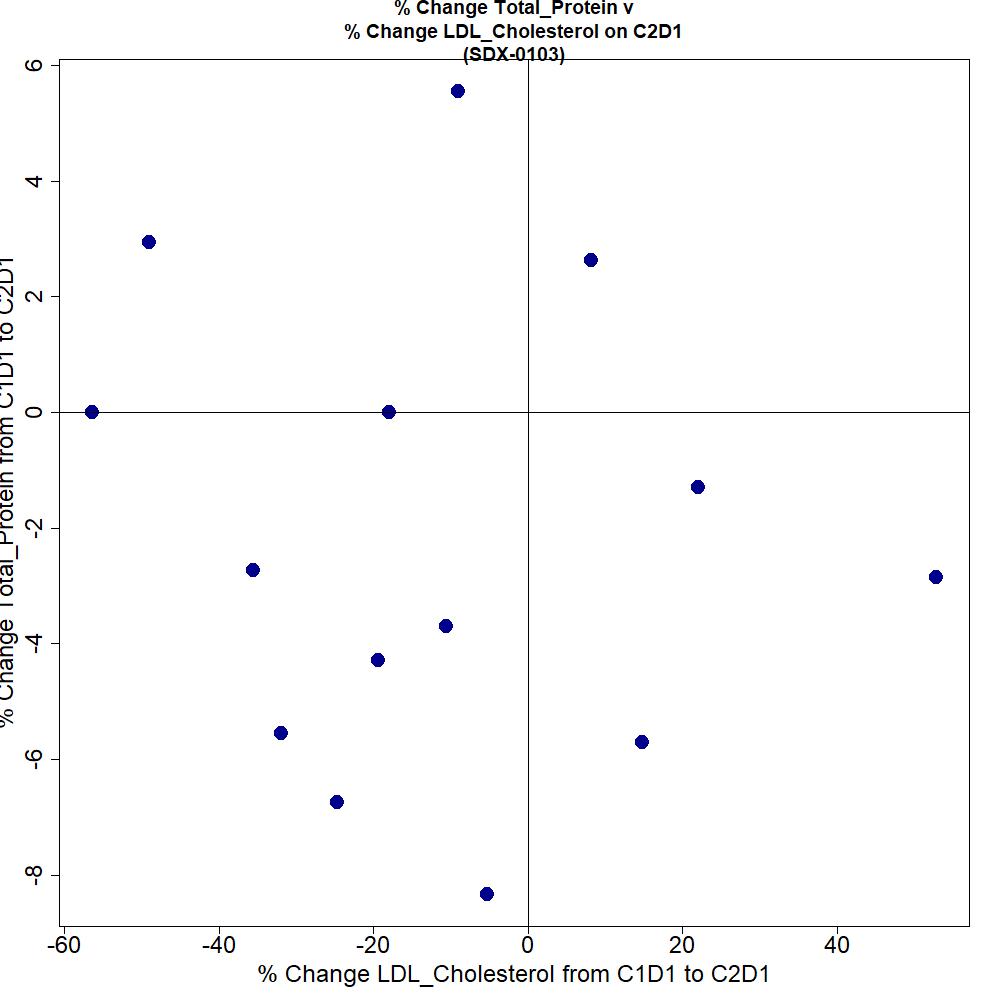 % Change Total_Protein v
% Change LDL_Cholesterol on C2D1
(SDX-0103)
% Change Total_Protein from C1D1 to C2D1
6
4
2
0
-2
-4
-6
-8
-60
-40
-20
0
20
40
% Change LDL_Cholesterol from C1D1 to C2D1